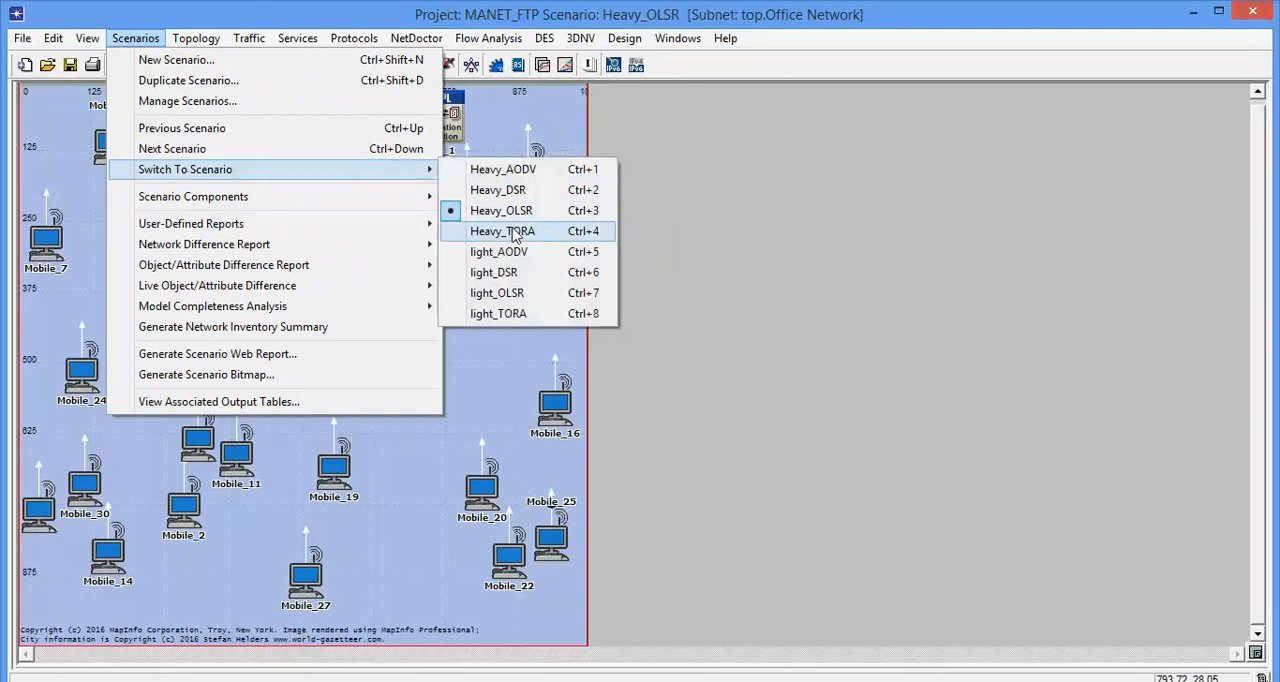 Project: MANET_FTP Scenario: Heavy_OLSR [Subnet: top.Office Network]
File Edit View Scenarios Topology Traffic Services Protocols NetDoctor Flow Analysis DES 3DNV Design Windows Help
New Scenario... Ctrl+Shift+N
Duplicate Scenario... Ctrl+Shift+D
Manage Scenarios...
Previous Scenario Ctrl+Up
Next Scenario Ctrl+Down
Switch To Scenario
Scenario Components
User-Defined Reports
Network Difference Report
Object/Attribute Difference Report
Live Object/Attribute Difference
Model Completeness Analysis
Generate Network Inventory Summary
Generate Scenario Web Report...
Generate Scenario Bitmap...
View Associated Output Tables...
Heavy_AODV Ctrl+1
Heavy_DSR Ctrl+2
Heavy_OLSR Ctrl+3
Heavy_TORA Ctrl+4
light_AODV Ctrl+5
light_DSR Ctrl+6
light_OLSR Ctrl+7
light_TORA Ctrl+8
0 125 875
125
250
375
500
625
875
Mobile_7
Mobile_24
Mobile_16
Mobile_11
Mobile_19
Mobile_20
Mobile_25
Mobile_30
Mobile_2
Mobile_14
Mobile_22
Mobile_27
Copyright (c) 2016 MapInfo Corporation, Troy, New York. Image rendered using MapInfo Professional;
City information is Copyright (c) Stefan Helders www.world-gazetteer.com.
793.72, 28.05